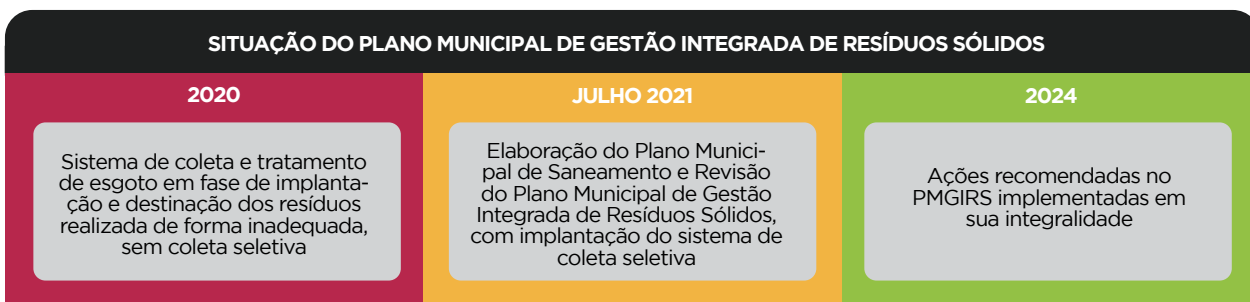 SITUAÇÃO DO PLANO MUNICIPAL DE GESTÃO INTEGRADA DE RESÍDUOS SÓLIDOS
2020
Sistema de coleta e tratamento
de esgoto em fase de implanta-
ção e destinação dos resíduos
realizada de forma inadequada,
sem coleta seletiva
JULHO 2021
Elaboração do Plano Munici-
pal de Saneamento e Revisão
do Plano Municipal de Gestão
Integrada de Resíduos Sólidos,
com implantação do sistema de
coleta seletiva
2024
Ações recomendadas no
PMGIRS implementadas em
sua integralidade